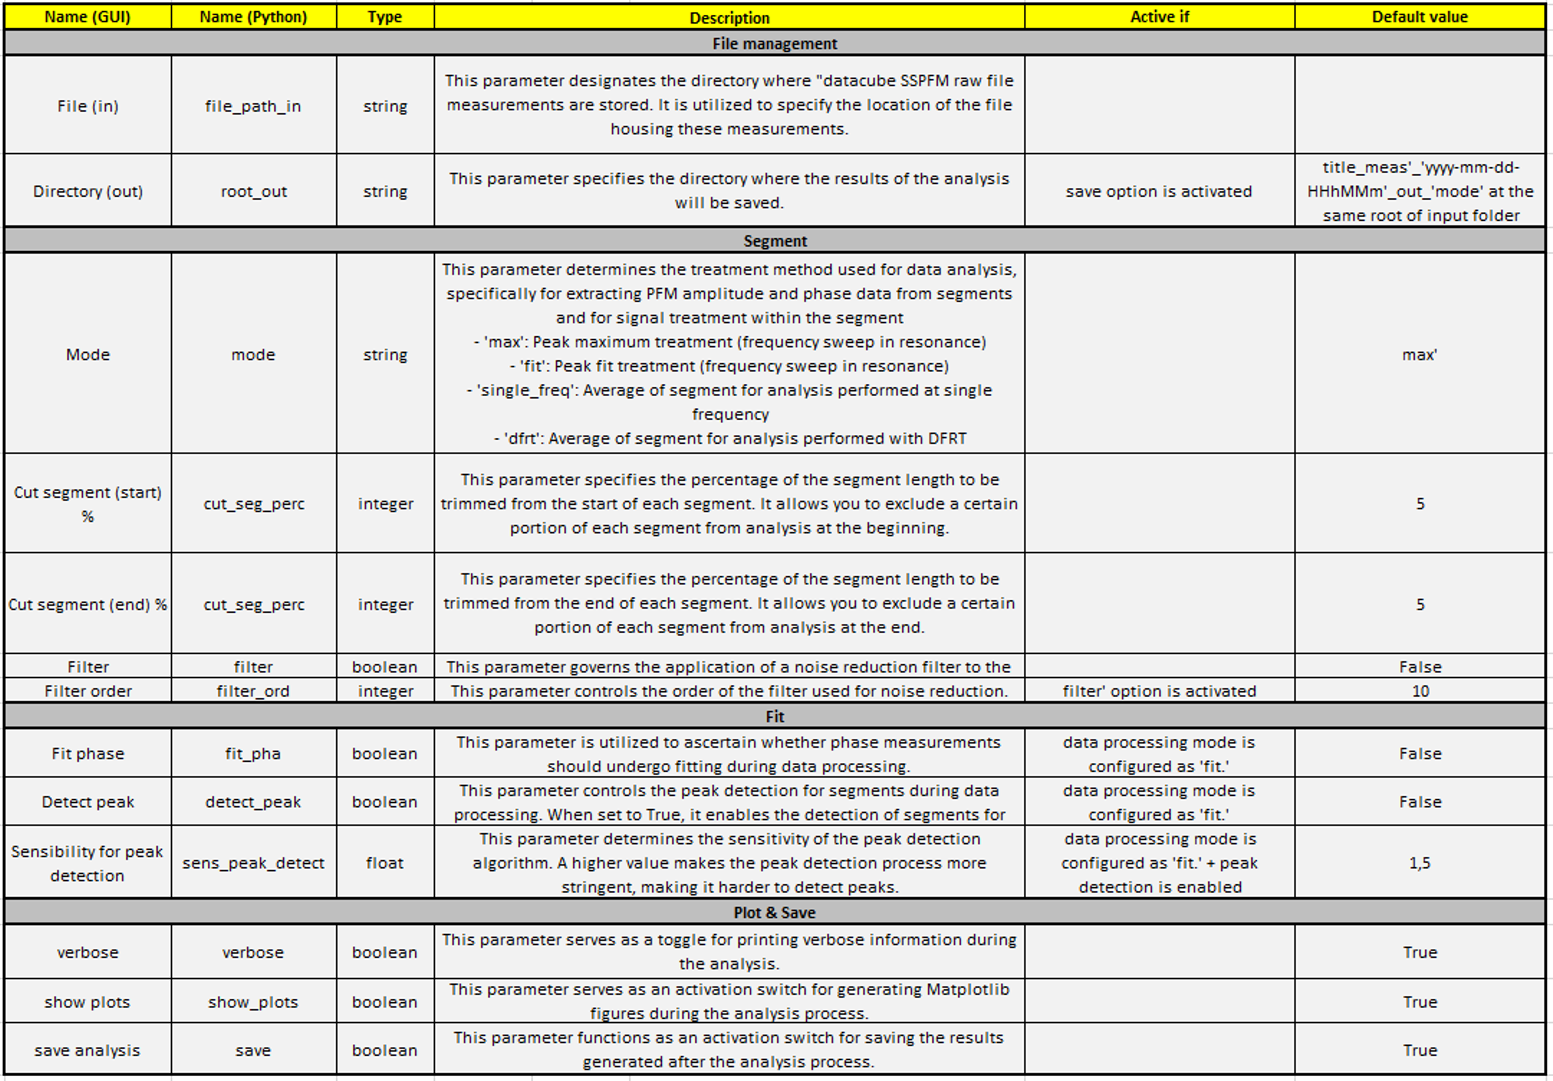 Name (GUI) Name (Python) Type Description Active if Default value
File management
File (in) file_path_in string This parameter designates the directory where "datacube SSPFM raw file
measurements are stored. It is utilized to specify the location of the file
housing these measurements.
Directory (out) root_out string This parameter specifies the directory where the results of the analysis
will be saved.
save option is activated
title_meas'_'yyyy-mm-dd-
HHhMMm'_out_'mode' at the
same root of input folder
Segment
Mode mode string
This parameter determines the treatment method used for data analysis,
specifically for extracting PFM amplitude and phase data from segments
and for signal treatment within the segment
- 'max': Peak maximum treatment (frequency sweep in resonance)
- 'fit': Peak fit treatment (frequency sweep in resonance)
- 'single_freq': Average of segment for analysis performed at single
frequency
- 'dfrt': Average of segment for analysis performed with DFRT
max'
Cut segment (start)
%
cut_seg_perc integer
This parameter specifies the percentage of the segment length to be
trimmed from the start of each segment. It allows you to exclude a certain
portion of each segment from analysis at the beginning.
5
Cut segment (end) % cut_seg_perc integer
This parameter specifies the percentage of the segment length to be
trimmed from the end of each segment. It allows you to exclude a certain
portion of each segment from analysis at the end.
5
Filter filter boolean This parameter governs the application of a noise reduction filter to the False
Filter order filter_ord integer This parameter controls the order of the filter used for noise reduction. filter' option is activated 10
Fit
Fit phase fit_pha boolean
This parameter is utilized to ascertain whether phase measurements
should undergo fitting during data processing.
data processing mode is
configured as 'fit.'
False
Detect peak detect_peak boolean
This parameter controls the peak detection for segments during data
processing. When set to True, it enables the detection of segments for
data processing mode is
configured as 'fit.'
False
Sensibility for peak
detection
sens_peak_detect float
This parameter determines the sensitivity of the peak detection
algorithm. A higher value makes the peak detection process more
stringent, making it harder to detect peaks.
data processing mode is
configured as 'fit.' + peak
detection is enabled
1,5
Plot & Save
verbose verbose boolean
This parameter serves as a toggle for printing verbose information during
the analysis.
True
show plots show_plots boolean
This parameter serves as an activation switch for generating Matplotlib
figures during the analysis process.
True
save analysis save boolean
This parameter functions as an activation switch for saving the results
generated after the analysis process.
True